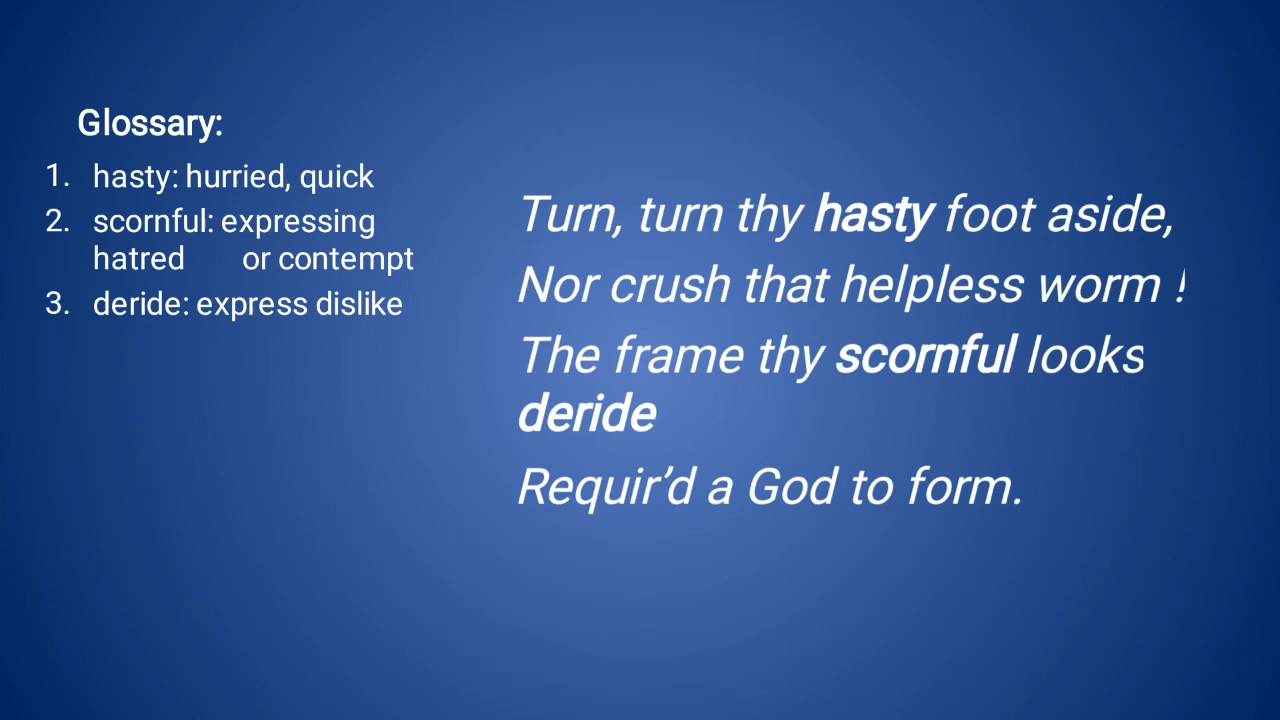 Glossary:
1. hasty: hurried, quick
2. scornful: expressing
hatred or contempt
3. deride: express dislike
Turn, turn thy hasty foot aside,
Nor crush that helpless worm !
The frame thy scornful looks
deride
Requir’d a God to form.